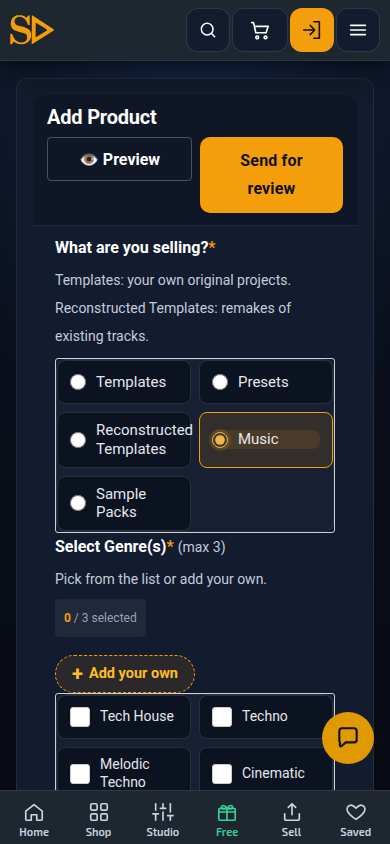 S
Add Product
Preview
Send for
review
What are you selling?*
Templates: your own original projects.
Reconstructed Templates: remakes of
existing tracks.
Templates
Presets
Reconstructed
Templates
Music
Sample
Packs
Select Genre(s)* (max 3)
Pick from the list or add your own.
0 / 3 selected
+ Add your own
Tech House
Techno
Melodic
Techno
Cinematic
Home
Shop
Studio
Free
Sell
Saved